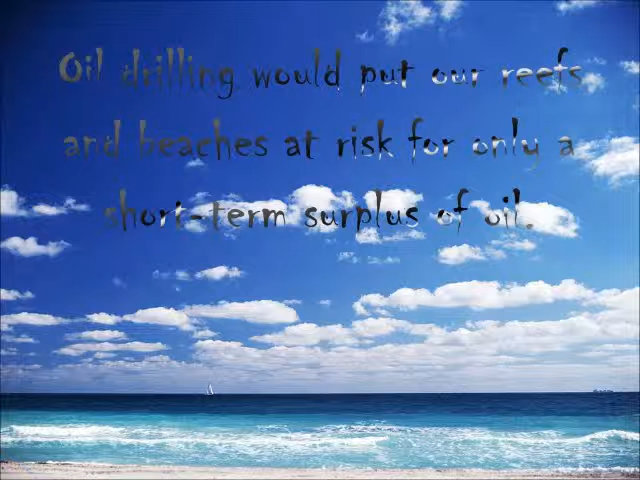 Oil drilling would put our reefs
and beaches at risk for only a
short-term surplus of oil.